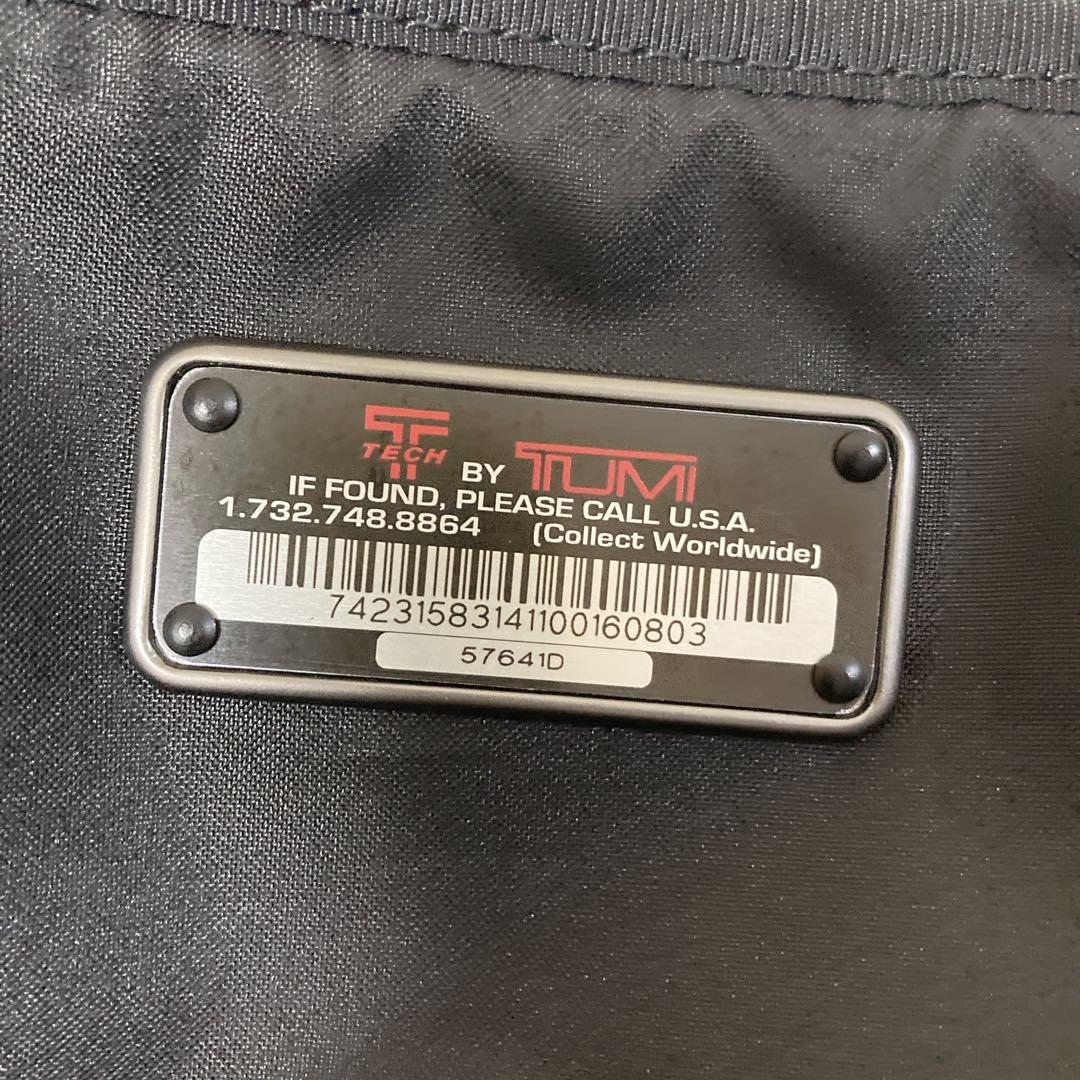 T TECH BY TUMI
IF FOUND, PLEASE CALL U.S.A.
1.732.748.8864 (Collect Worldwide)
74231583141100160803
57641D